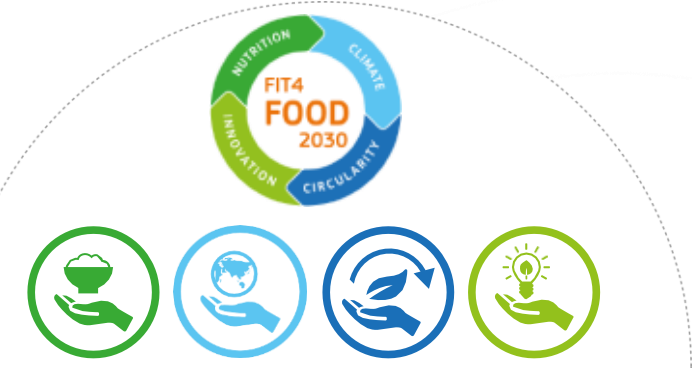 NUTRITION
CLIMATE
FIT4
FOOD
2030
INNOVATION
CIRCULARITY